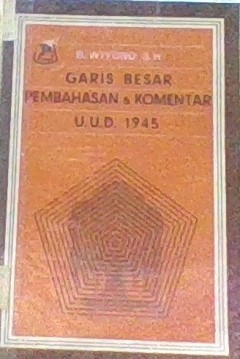 B. WIYONO S.H
GARIS BESAR
PEMBAHASAN & KOMENTAR
U.U.D. 1945